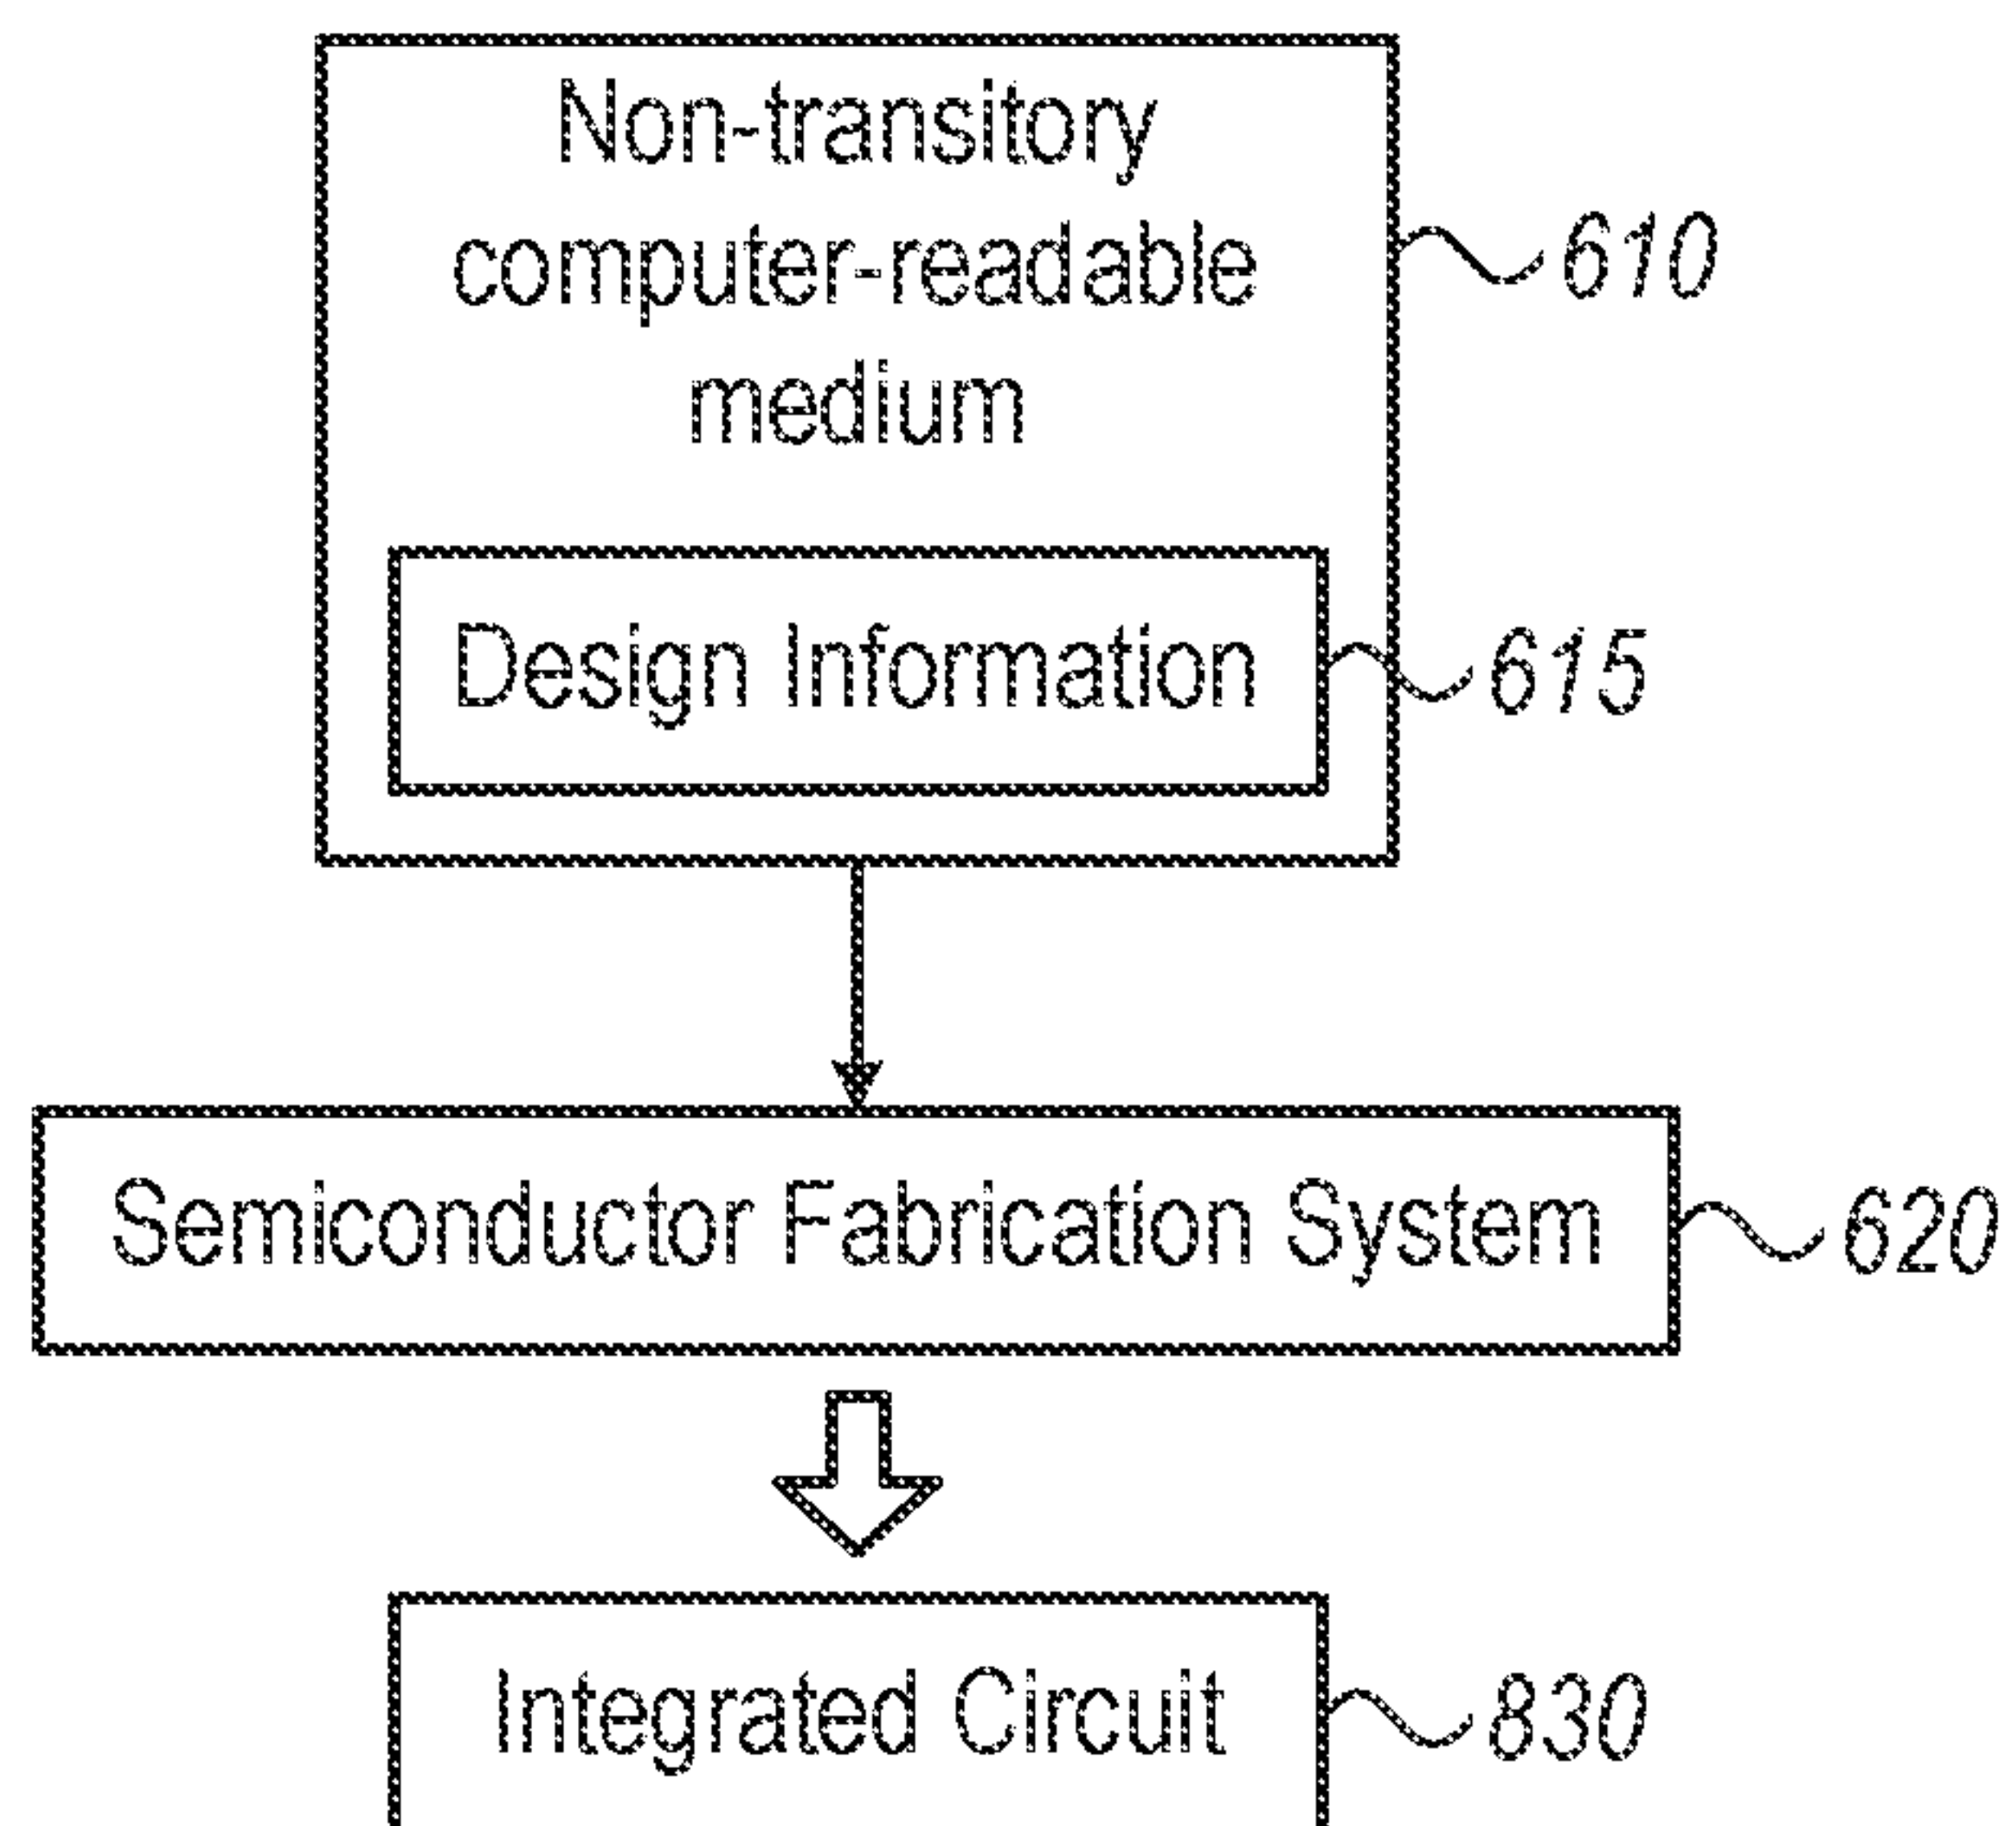 Non-transitory
computer-readable
medium
610
Design Information
615
Semiconductor Fabrication System
620
Integrated Circuit
830